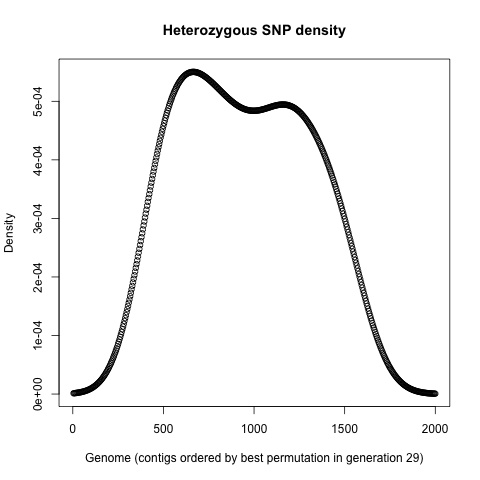 Heterozygous SNP density
Density
5e-04
4e-04
3e-04
2e-04
1e-04
0e+00
0 500 1000 1500 2000
Genome (contigs ordered by best permutation in generation 29)